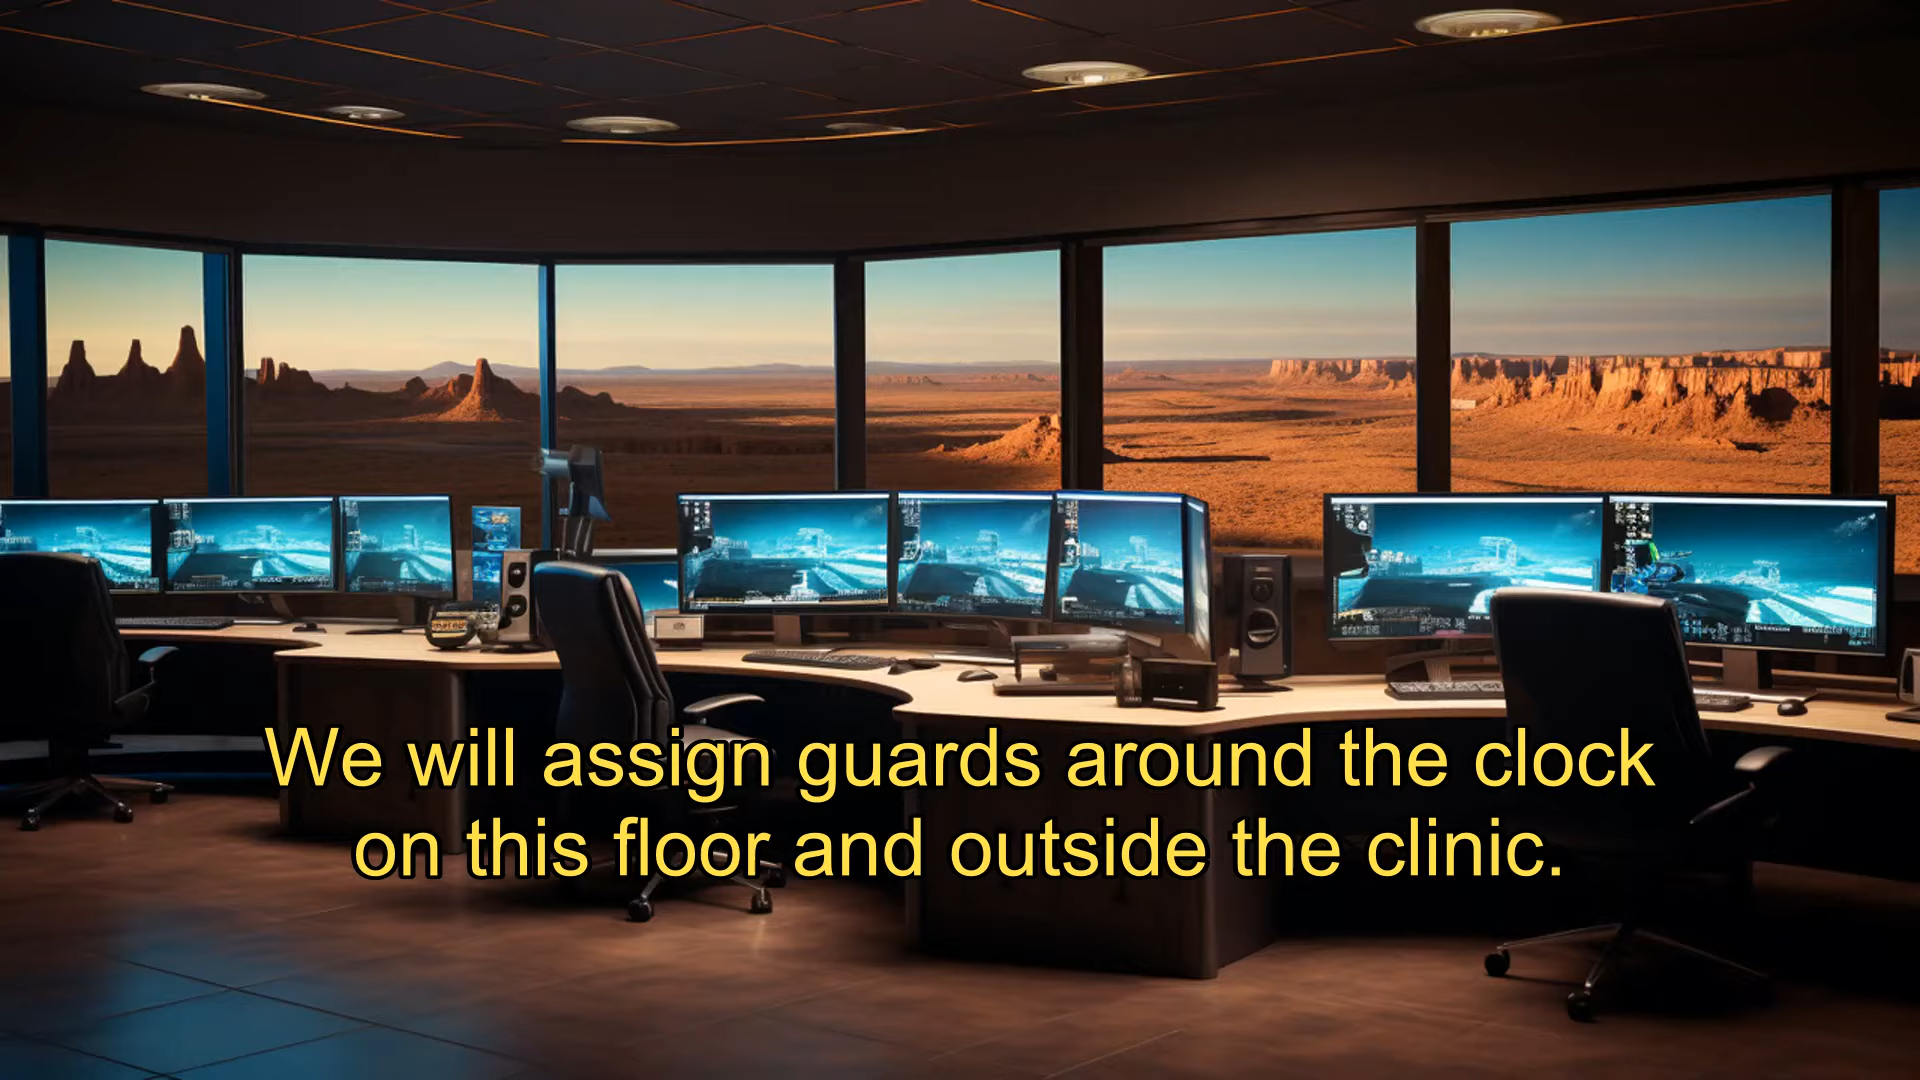 We will assign guards around the clock
on this floor and outside the clinic.